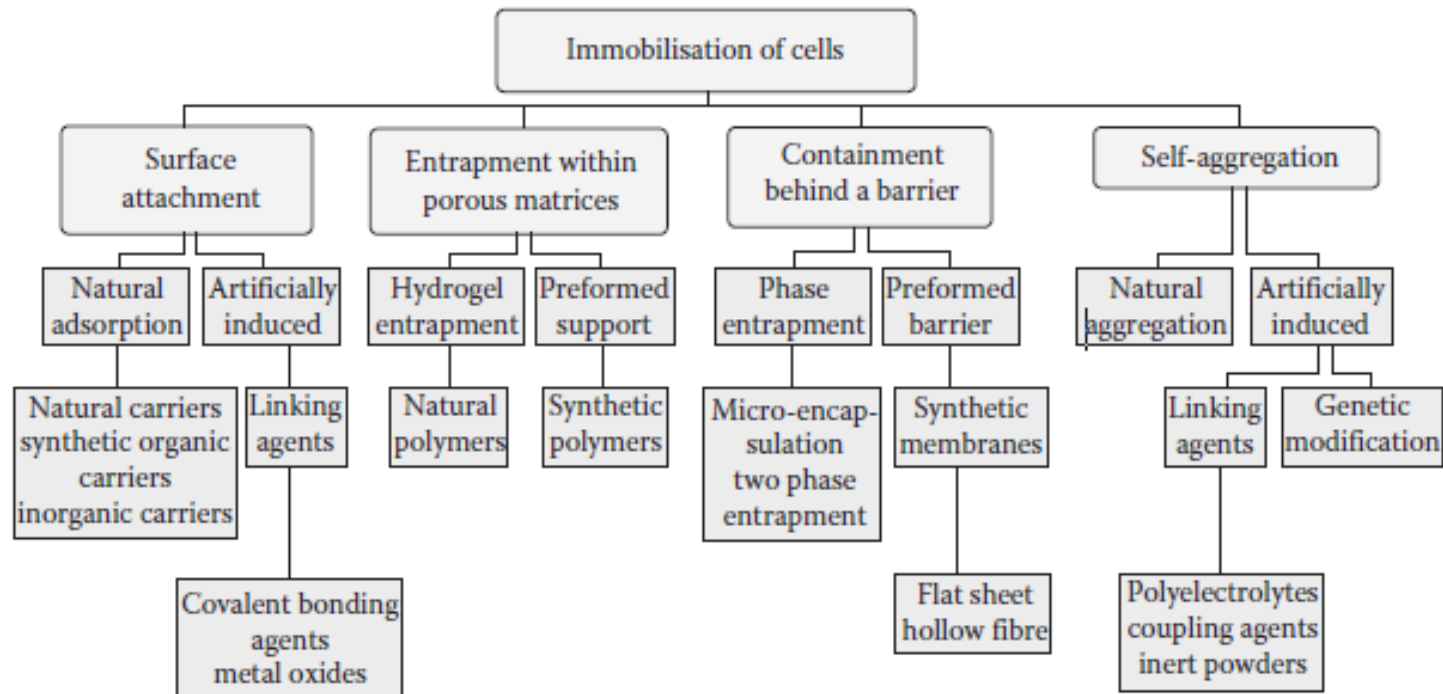 Immobilisation of cells
Surface
attachment
Entrapment within
porous matrices
Containment
behind a barrier
Self-aggregation
Natural
adsorption
Artificially
induced
Hydrogel
entrapment
Preformed
support
Phase
entrapment
Preformed
barrier
Natural
aggregation
Artificially
induced
Natural carriers
synthetic organic
carriers
inorganic carriers
Linking
agents
Natural
polymers
Synthetic
polymers
Micro-encap-
sulation
two phase
entrapment
Synthetic
membranes
Linking
agents
Genetic
modification
Covalent bonding
agents
metal oxides
Flat sheet
hollow fibre
Polyelectrolytes
coupling agents
inert powders